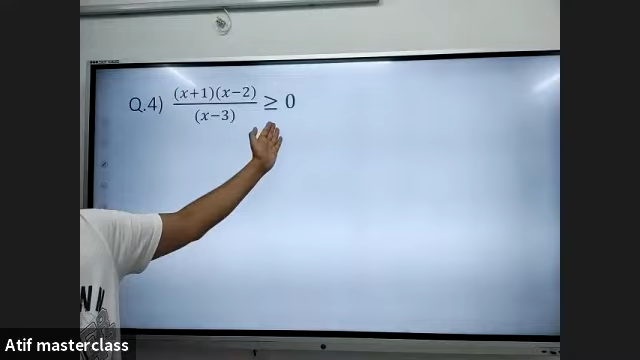 Q.4) (x+1)(x−2)/(x−3) ≥ 0
Atif masterclass